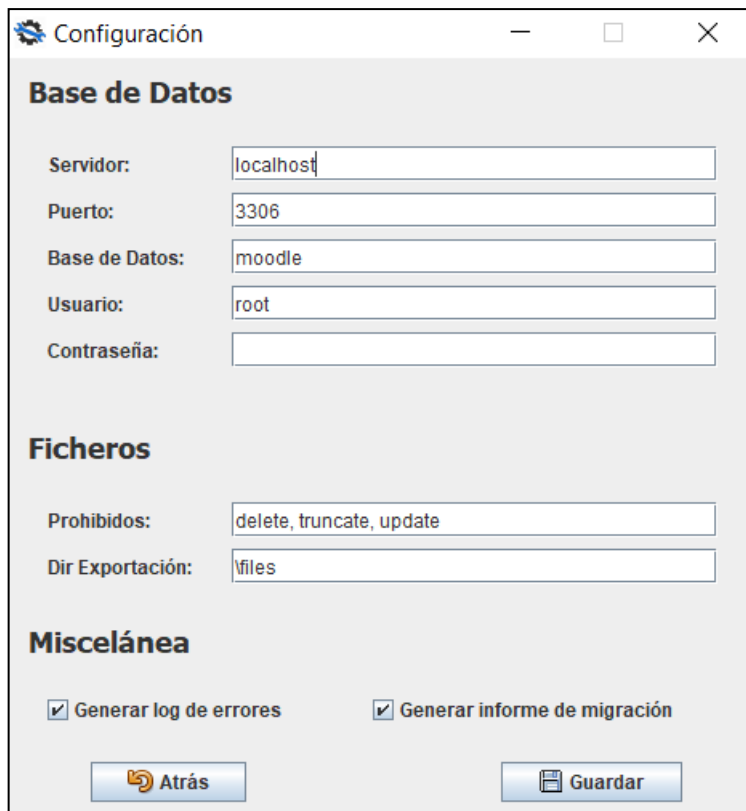 Configuración
Base de Datos
Servidor: localhost
Puerto: 3306
Base de Datos: moodle
Usuario: root
Contraseña:
Ficheros
Prohibidos: delete, truncate, update
Dir Exportación: \files
Miscelánea
Generar log de errores Generar informe de migración
Atrás Guardar